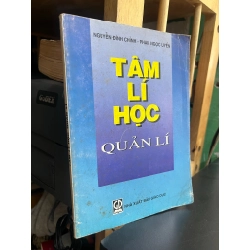 NGUYỄN ĐÌNH CHỈNH - PHẠM NGỌC UYỂN
TÂM
LÍ
HỌC
QUẢN LÍ
NHÀ XUẤT BẢN GIÁO DỤC